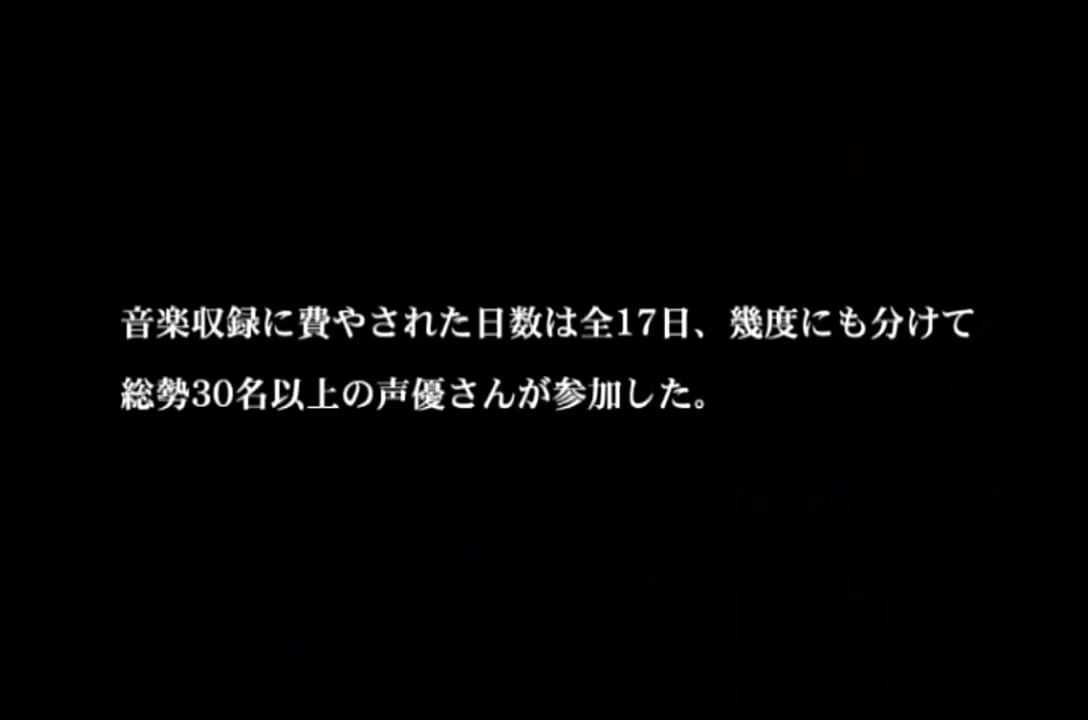 音楽収録に費やされた日数は全17日、幾度にも分けて
総勢30名以上の声優さんが参加した。